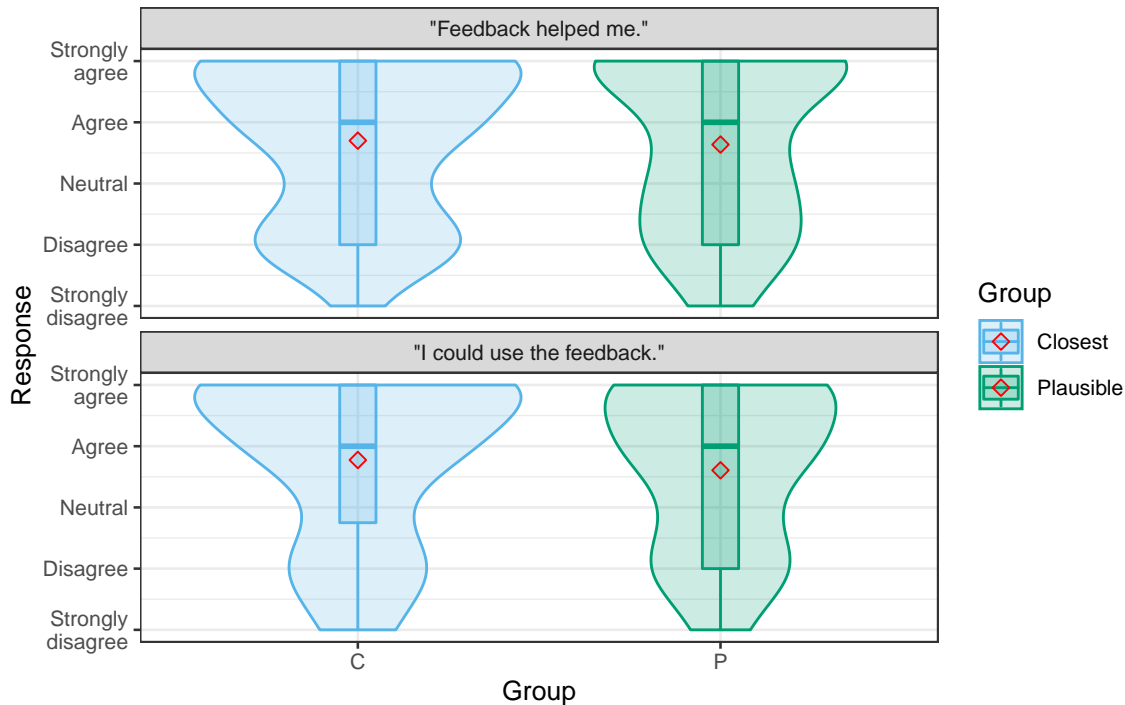 "Feedback helped me."
Strongly
agree
Agree
Neutral
Disagree
Strongly
disagree
"I could use the feedback."
Strongly
agree
Agree
Neutral
Disagree
Strongly
disagree
C
P
Group
Response
Group
Closest
Plausible